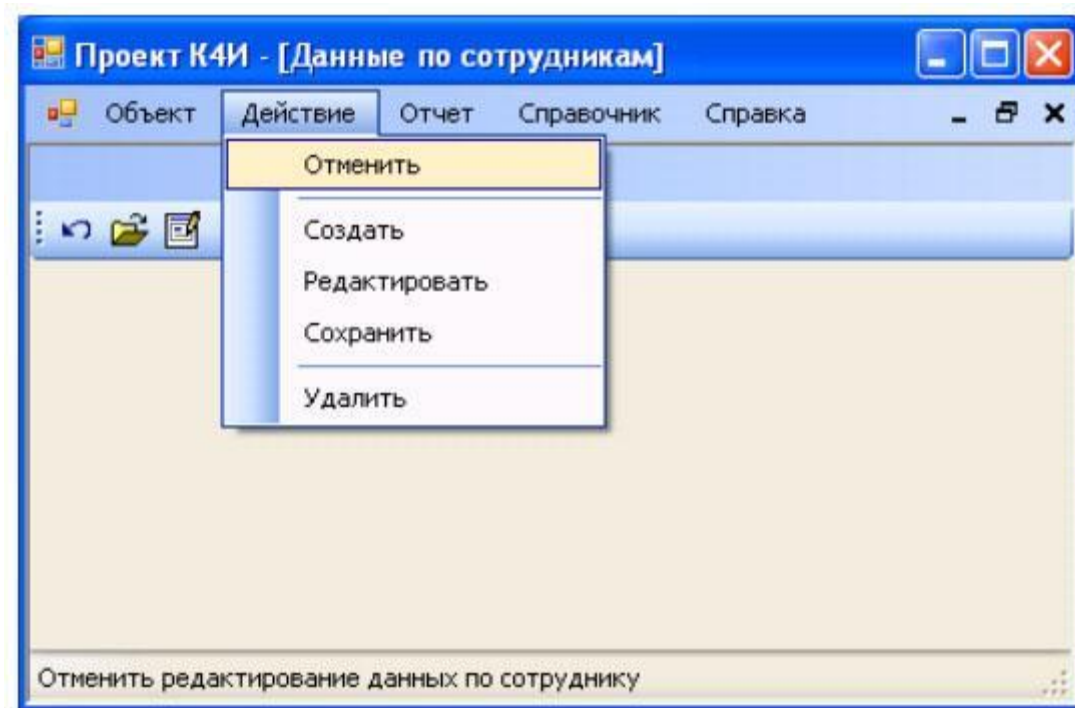 Проект К4И - [Данные по сотрудникам]
Объект Действие Отчет Справочник Справка
Отменить
Создать
Редактировать
Сохранить
Удалить
Отменить редактирование данных по сотруднику